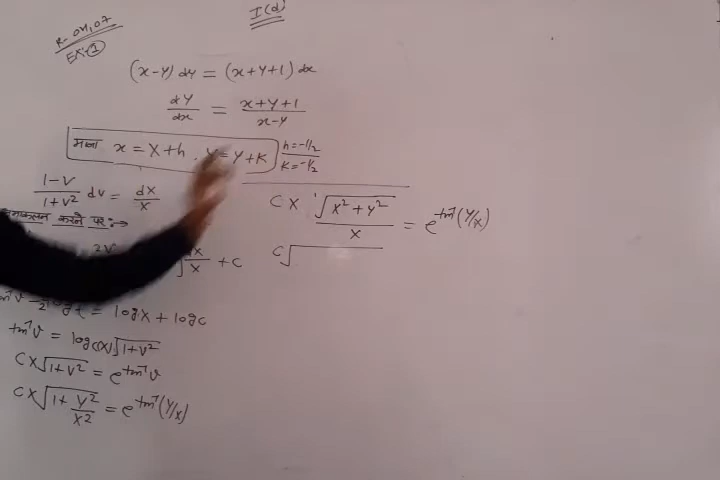 I(d)
R-04,07
Ex-1
(x-y) dy = (x+y+1) dx
dy/dx = (x+y+1)/(x-y)
माना x = X+h , y = Y+K h=-1/2 K=-1/2
(1-v)/(1+v²) dv = dX/X
करने पर :→
2v dX/X + C
= logX + logC
tan⁻¹v = log(CX)√(1+v²)
CX√(1+v²) = e^tan⁻¹v
CX√(1+Y²/X²) = e^tan⁻¹(Y/X)
CX √(X²+Y²)/X = e^tan⁻¹(Y/X)
C√